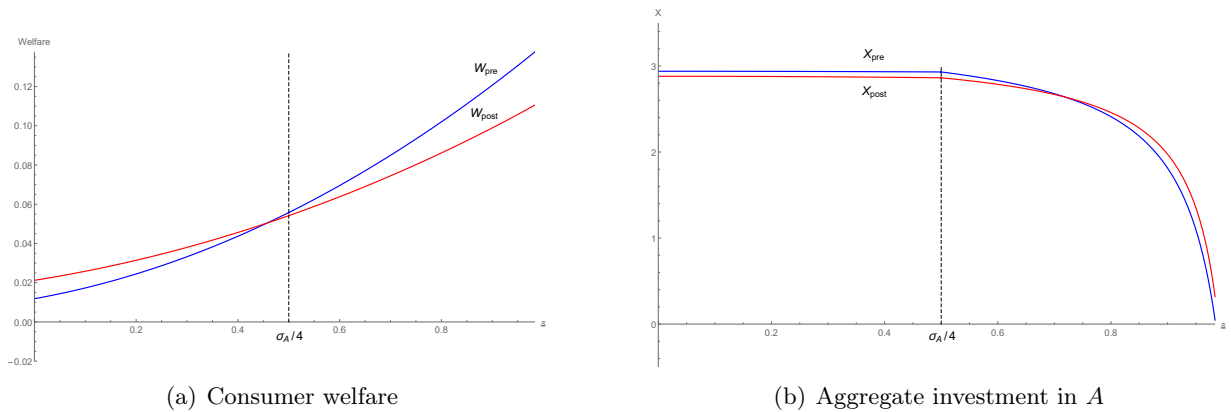 Welfare
0.12
0.10
0.08
0.06
0.04
0.02
0.00
−0.02
0.2
0.4
0.6
0.8
σ_A/4
W_pre
W_post
(a) Consumer welfare
X
3
2
1
0
0.2
0.4
0.6
0.8
σ_A/4
X_pre
X_post
(b) Aggregate investment in A